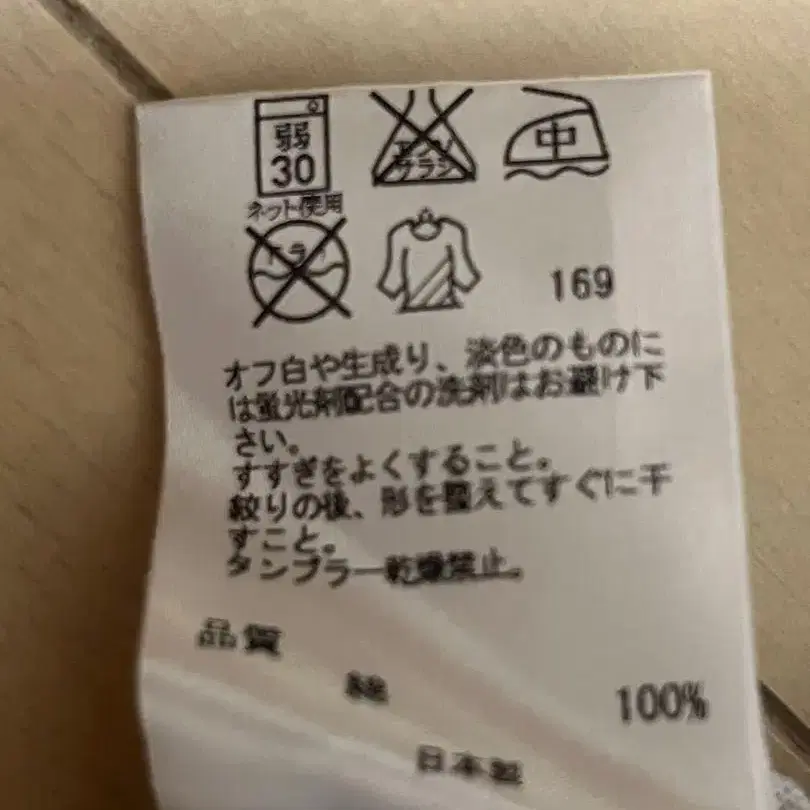 弱
30
ネット使用
エンソ
サラシ
中
ドライ
169
オフ白や生成り、淡色のものに
は蛍光剤配合の洗剤はお避け下
さい。
すすぎをよくすること。
絞りの後、形を整えてすぐに干
すこと。
タンブラー乾燥禁止。
品質
綿 100%
日本製